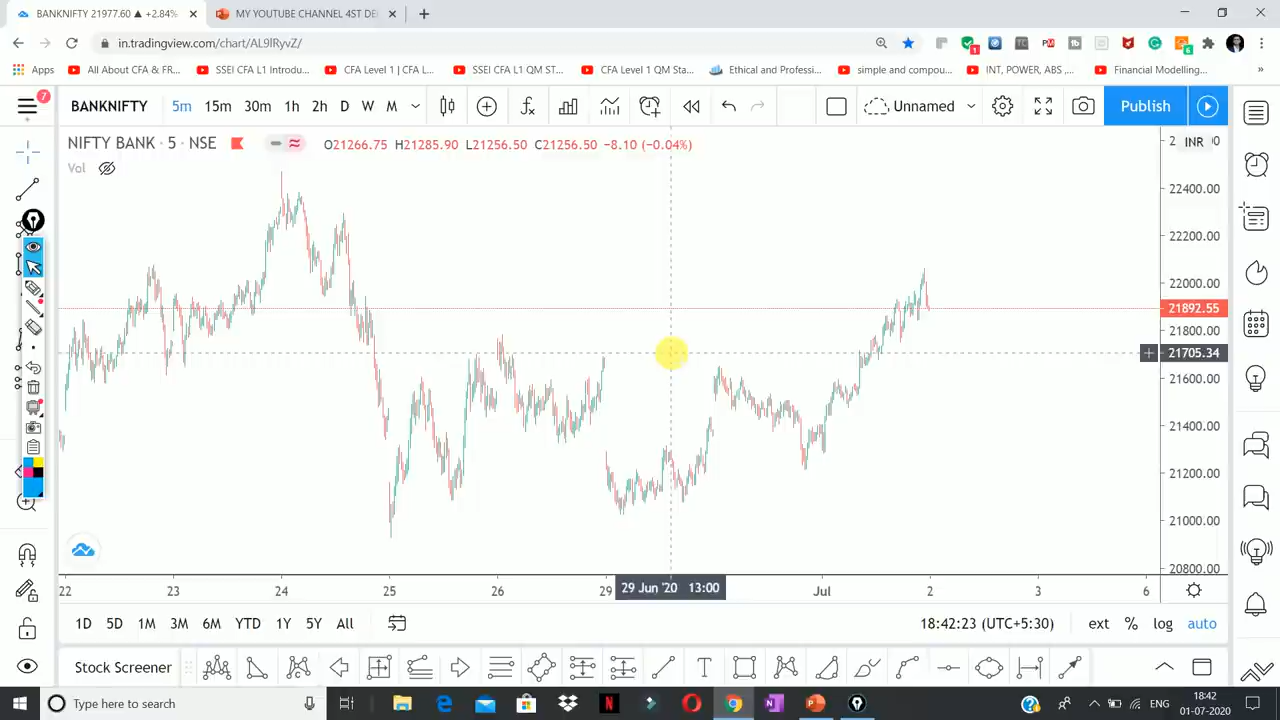 BANKNIFTY 21977.60 ▲ +2.84%
MY YOUTUBE CHANNEL 4ST DE
in.tradingview.com/chart/AL9lRyvZ/
Apps
All About CFA & FR...
SSEI CFA L1 Introdu...
CFA Level 1 I CFA L...
SSEI CFA L1 QM ST...
CFA Level 1 QM Sta...
Ethical and Professi...
simple and compou...
INT, POWER, ABS ,...
Financial Modelling...
7
BANKNIFTY 5m 15m 30m 1h 2h D W M
Unnamed
Publish
NIFTY BANK · 5 · NSE
O21266.75 H21285.90 L21256.50 C21256.50 −8.10 (−0.04%)
INR
Vol
22400.00
22200.00
22000.00
21892.55
21800.00
21705.34
21600.00
21400.00
21200.00
21000.00
20800.00
22 23 24 25 26 29 29 Jun '20 13:00 Jul 2 3 6
1D 5D 1M 3M 6M YTD 1Y 5Y All
18:42:23 (UTC+5:30)
ext % log auto
Stock Screener
Type here to search
ENG
18:42
01-07-2020